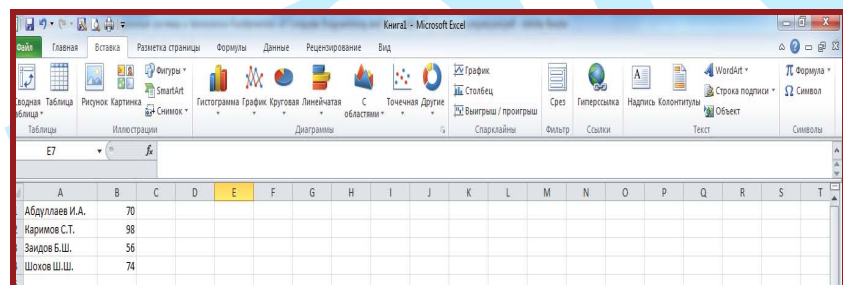 Книга1 - Microsoft Excel
Файл Главная Вставка Разметка страницы Формулы Данные Рецензирование Вид
Сводная таблица Таблица Рисунок Картинка Фигуры SmartArt Снимок Гистограмма График Круговая Линейчатая С областями Точечная Другие График Столбец Выигрыш / проигрыш Срез Гиперссылка Надпись Колонтитулы WordArt Строка подписи Объект Формула Символ
Таблицы Иллюстрации Диаграммы Спарклайны Фильтр Ссылки Текст Символы
E7 fx
A B C D E F G H I J K L M N O P Q R S T
Абдуллаев И.А. 70
Каримов С.Т. 98
Заидов Б.Ш. 56
Шохов Ш.Ш. 74